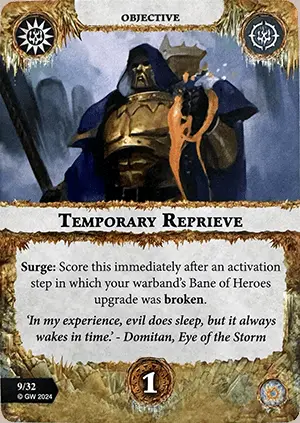 OBJECTIVE
TEMPORARY REPRIEVE
Surge: Score this immediately after an activation
step in which your warband's Bane of Heroes
upgrade was broken.
'In my experience, evil does sleep, but it always
wakes in time.' - Domitan, Eye of the Storm
9/32
© GW 2024
1